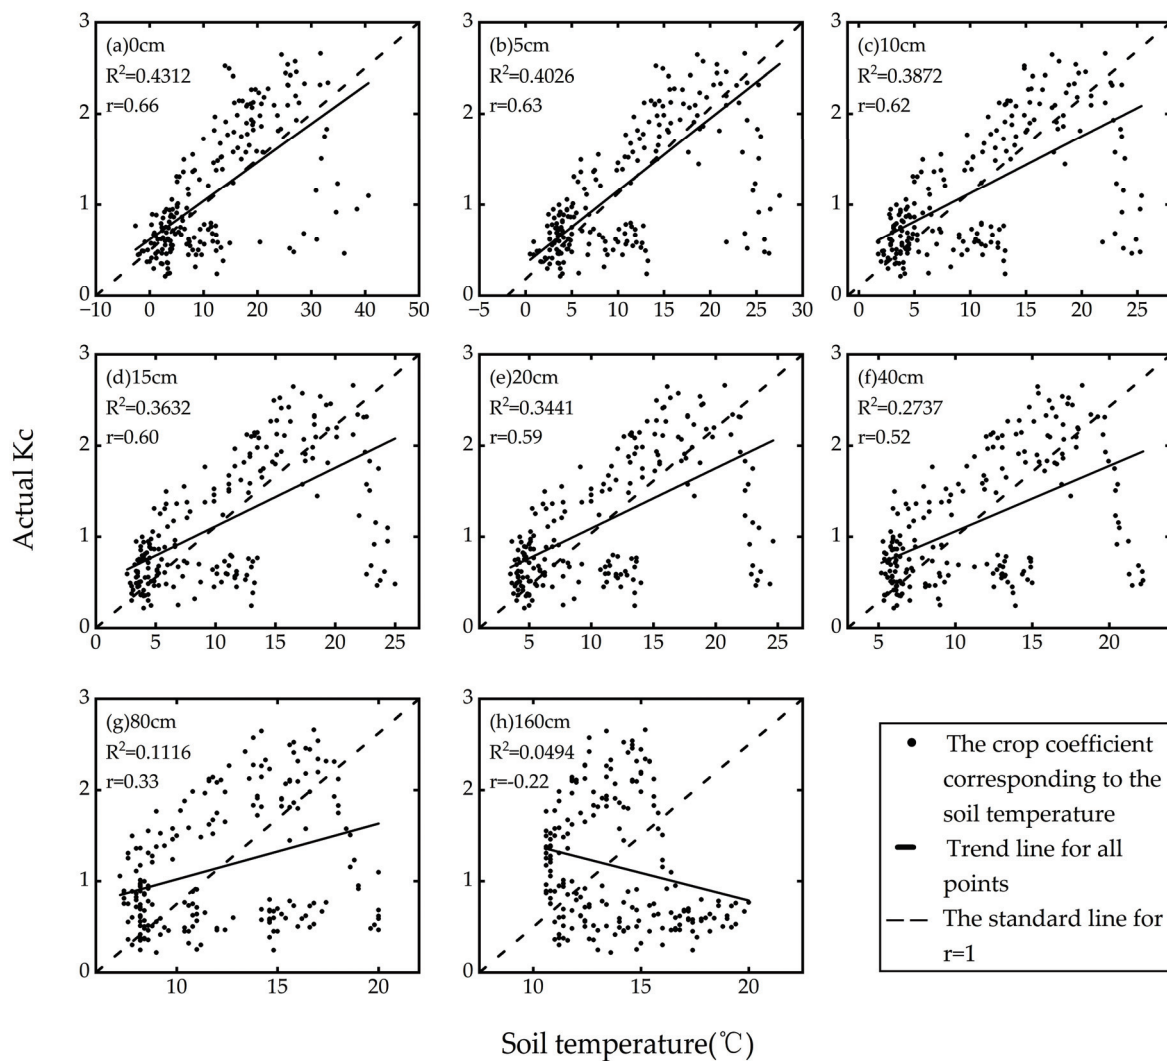 3
2
1
0
(a)0cm
R²=0.4312
r=0.66
−10 0 10 20 30 40 50
3
2
1
0
(b)5cm
R²=0.4026
r=0.63
−5 0 5 10 15 20 25 30
3
2
1
0
(c)10cm
R²=0.3872
r=0.62
0 5 10 15 20 25
Actual Kc
3
2
1
0
(d)15cm
R²=0.3632
r=0.60
0 5 10 15 20 25
3
2
1
0
(e)20cm
R²=0.3441
r=0.59
5 10 15 20 25
3
2
1
0
(f)40cm
R²=0.2737
r=0.52
5 10 15 20
3
2
1
0
(g)80cm
R²=0.1116
r=0.33
10 15 20
3
2
1
0
(h)160cm
R²=0.0494
r=-0.22
10 15 20
The crop coefficient
corresponding to the
soil temperature
Trend line for all
points
The standard line for
r=1
Soil temperature(℃)